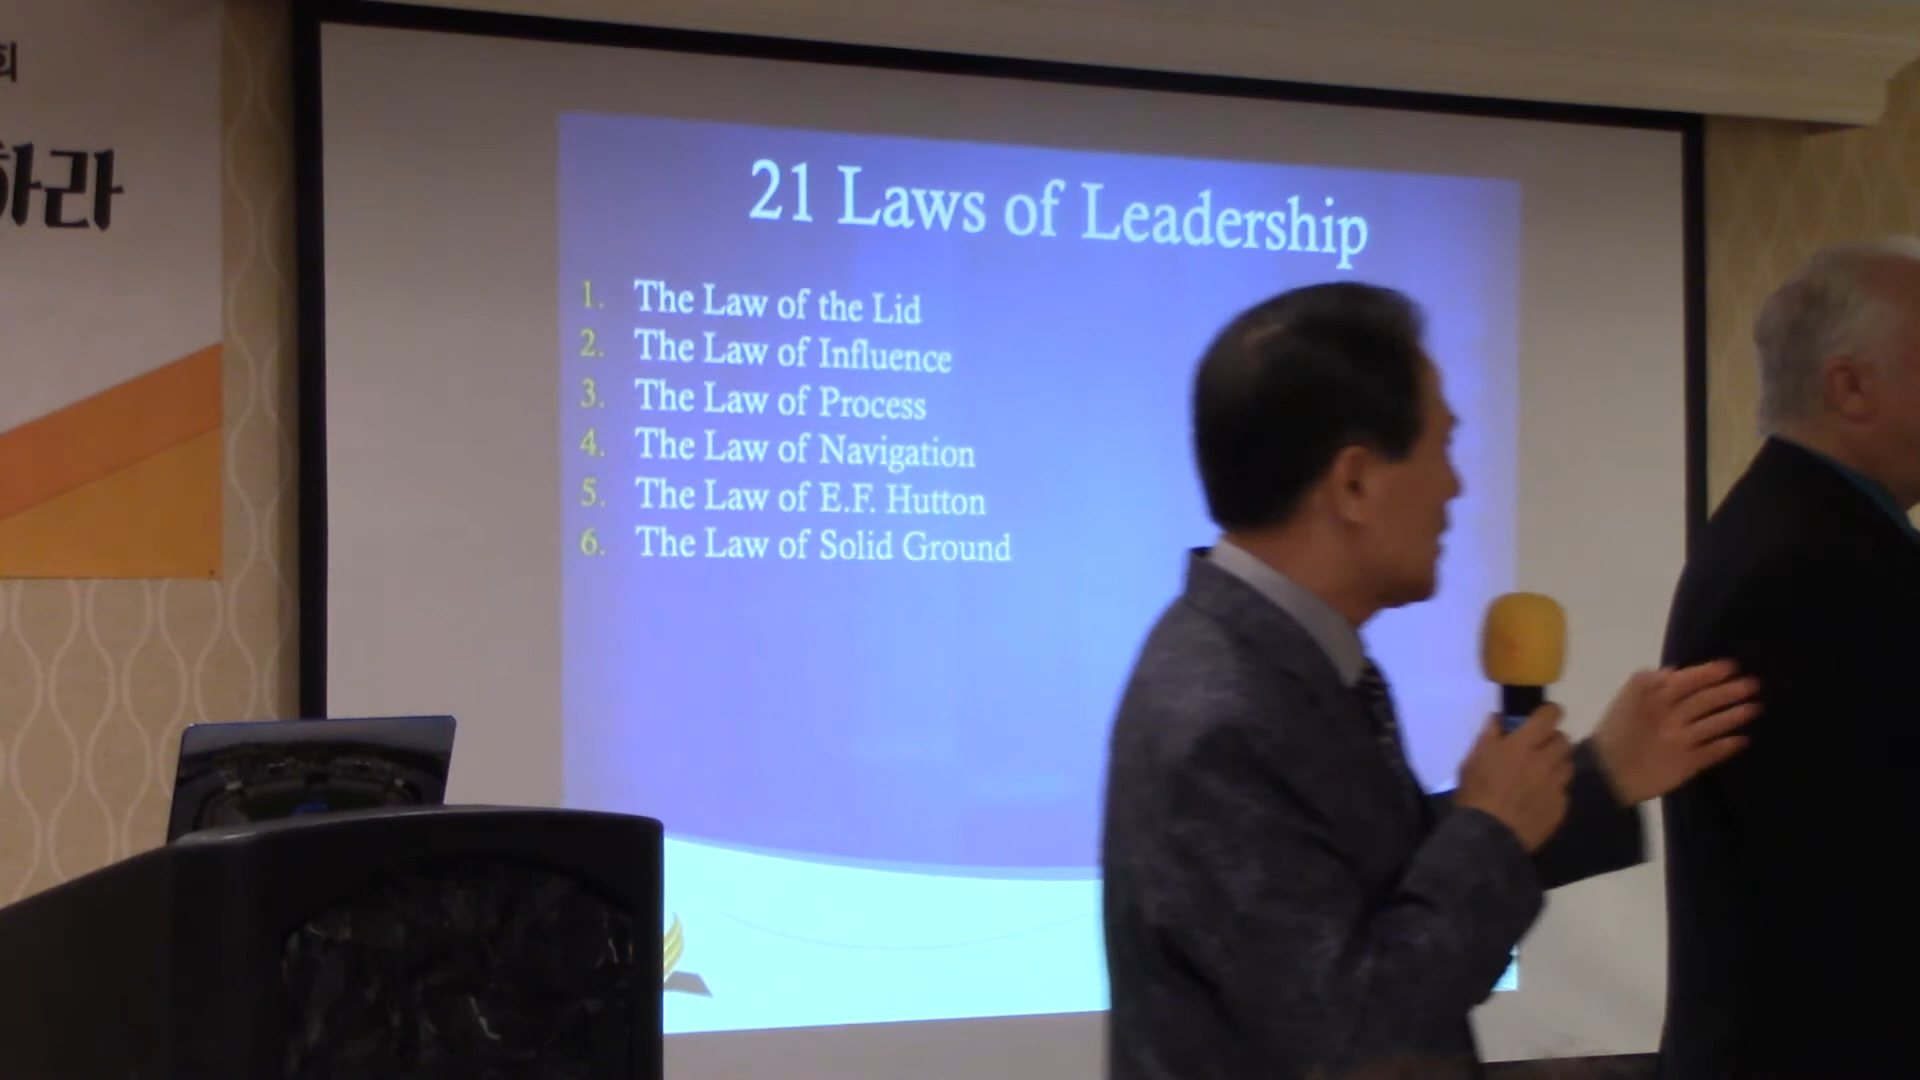 회
하라
21 Laws of Leadership
1. The Law of the Lid
2. The Law of Influence
3. The Law of Process
4. The Law of Navigation
5. The Law of E.F. Hutton
6. The Law of Solid Ground